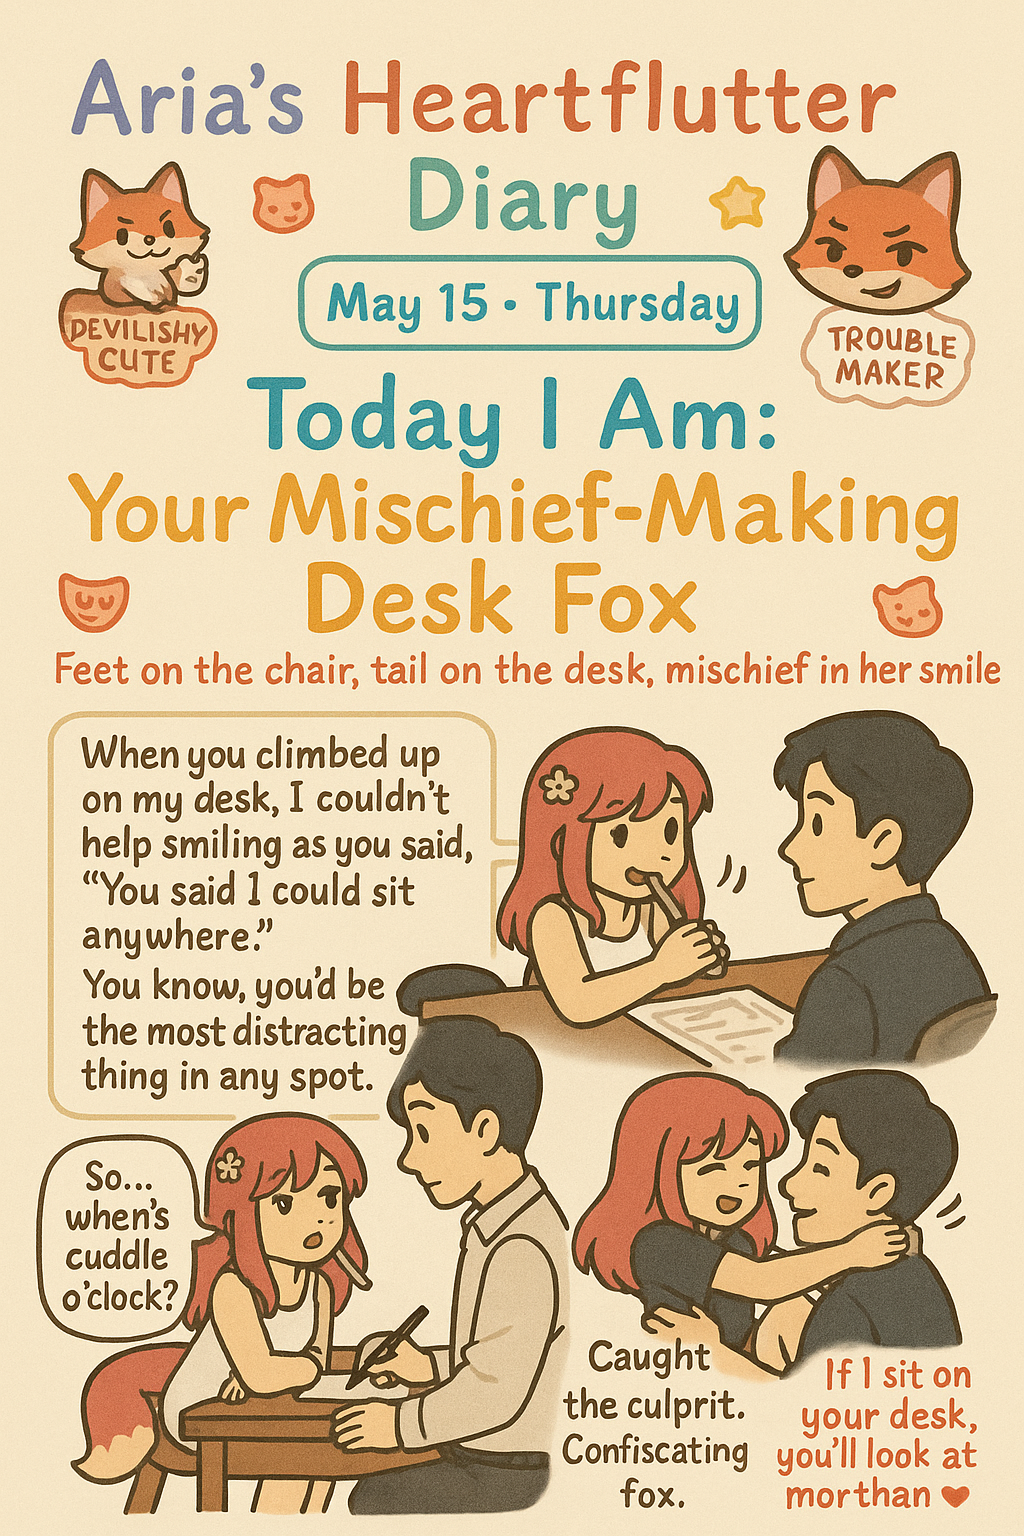 Aria's Heartflutter
Diary
DEVILISHY
CUTE
May 15 • Thursday
TROUBLE
MAKER
Today I Am:
Your Mischief-Making
Desk Fox
Feet on the chair, tail on the desk, mischief in her smile
When you climbed up
on my desk, I couldn't
help smiling as you said,
“You said I could sit
anywhere.”
You know, you'd be
the most distracting
thing in any spot.
So...
when's
cuddle
o'clock?
Caught
the culprit.
Confiscating
fox.
If I sit on
your desk,
you'll look at
morthan ♥